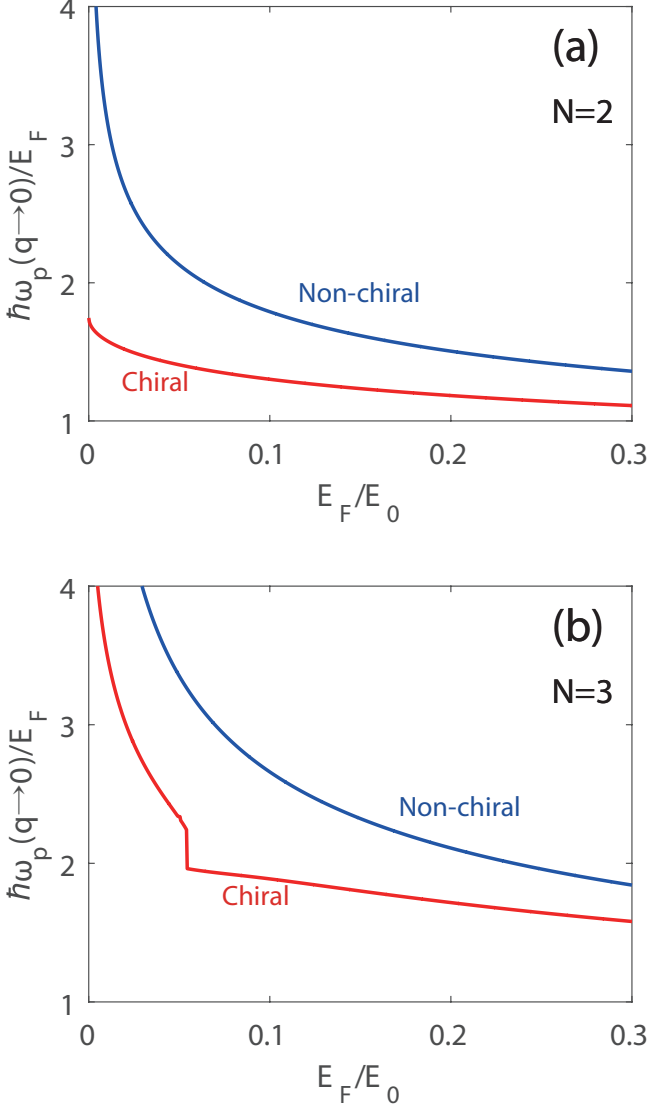 4
(a)
N=2
3
ħω_p(q→0)/E_F
2
Non-chiral
Chiral
1
0
0.1
0.2
0.3
E_F/E_0
4
(b)
N=3
3
ħω_p(q→0)/E_F
Non-chiral
2
Chiral
1
0
0.1
0.2
0.3
E_F/E_0